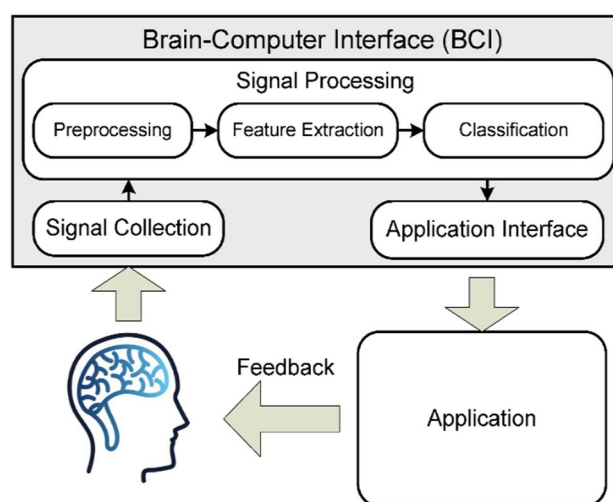 Brain-Computer Interface (BCI)
Signal Processing
Preprocessing
Feature Extraction
Classification
Signal Collection
Application Interface
Feedback
Application